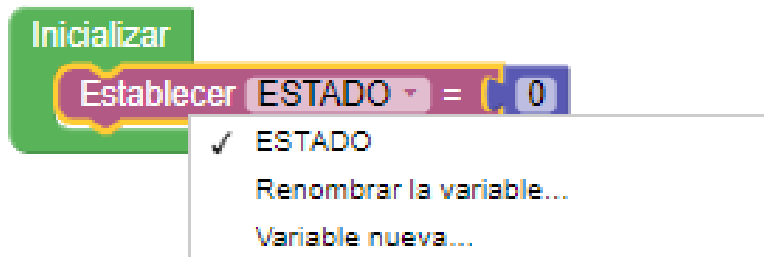 Inicializar
Establecer ESTADO = 0
ESTADO
Renombrar la variable...
Variable nueva...